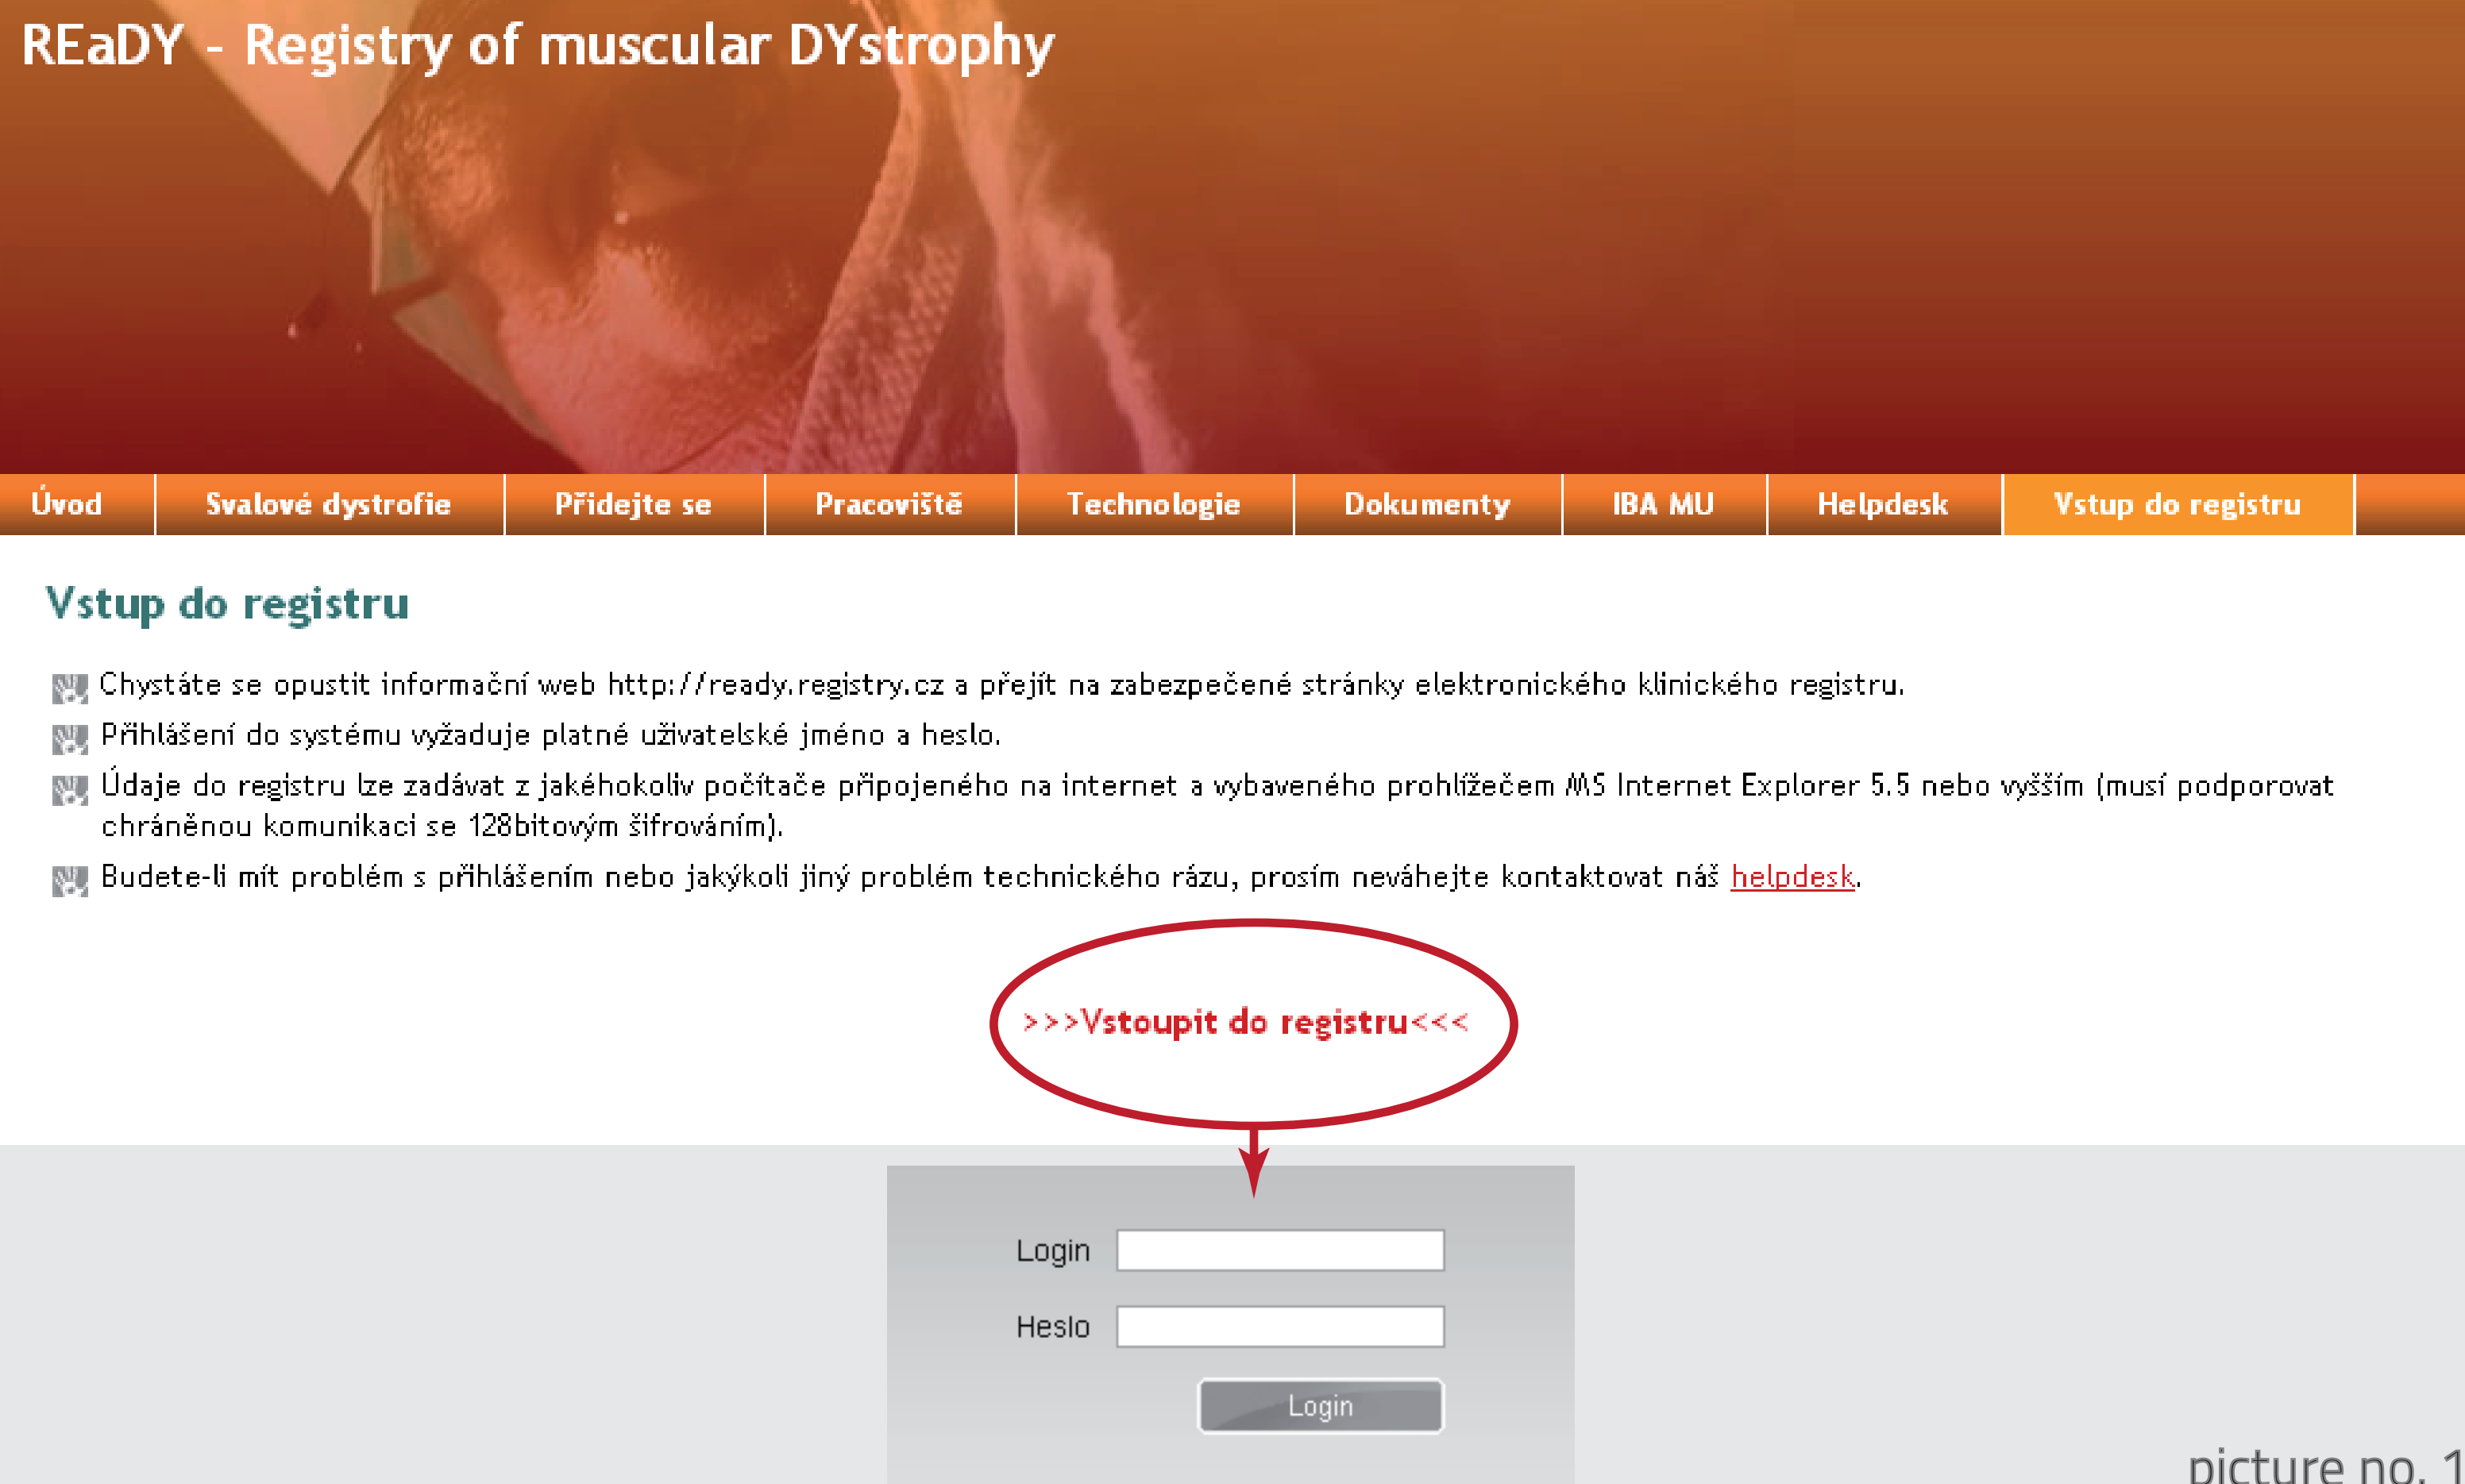 REaDY - Registry of muscular DYstrophy
Úvod Svalové dystrofie Přidejte se Pracoviště Technologie Dokumenty IBA MU Helpdesk Vstup do registru
Vstup do registru
Chystáte se opustit informační web http://ready.registry.cz a přejít na zabezpečené stránky elektronického klinického registru.
Přihlášení do systému vyžaduje platné uživatelské jméno a heslo.
Údaje do registru lze zadávat z jakéhokoliv počítače připojeného na internet a vybaveného prohlížečem MS Internet Explorer 5.5 nebo vyšším (musí podporovat
chráněnou komunikaci se 128bitovým šifrováním).
Budete-li mít problém s přihlášením nebo jakýkoli jiný problém technického rázu, prosím neváhejte kontaktovat náš helpdesk.
>>>Vstoupit do registru<<<
Login
Heslo
Login
picture no. 1